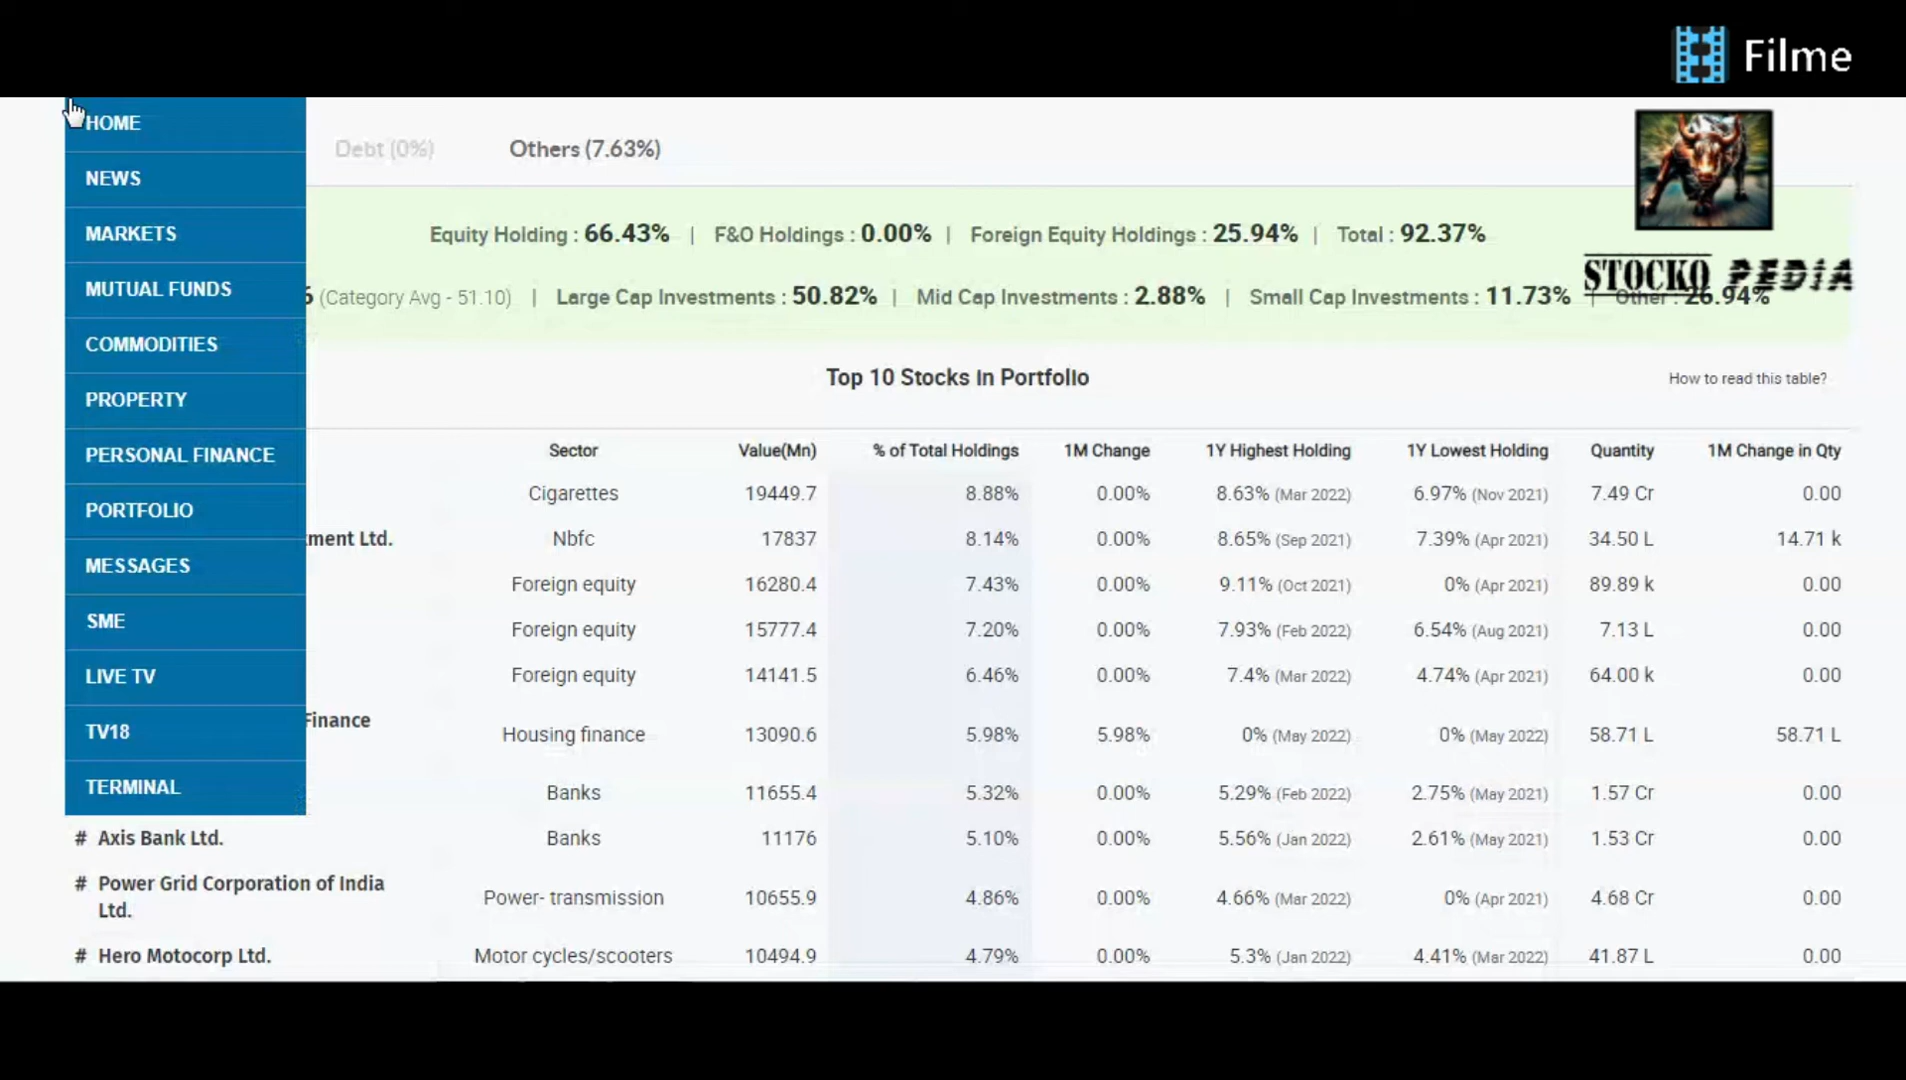 Filme
HOME
Debt (0%) Others (7.63%)
NEWS
MARKETS
Equity Holding : 66.43% | F&O Holdings : 0.00% | Foreign Equity Holdings : 25.94% | Total : 92.37%
STOCKO PEDIA
MUTUAL FUNDS
(Category Avg - 51.10) | Large Cap Investments : 50.82% | Mid Cap Investments : 2.88% | Small Cap Investments : 11.73% | Other : 26.94%
COMMODITIES
Top 10 Stocks in Portfolio How to read this table?
PROPERTY
PERSONAL FINANCE
Sector Value(Mn) % of Total Holdings 1M Change 1Y Highest Holding 1Y Lowest Holding Quantity 1M Change in Qty
Cigarettes 19449.7 8.88% 0.00% 8.63% (Mar 2022) 6.97% (Nov 2021) 7.49 Cr 0.00
PORTFOLIO
ment Ltd. Nbfc 17837 8.14% 0.00% 8.65% (Sep 2021) 7.39% (Apr 2021) 34.50 L 14.71 k
MESSAGES
Foreign equity 16280.4 7.43% 0.00% 9.11% (Oct 2021) 0% (Apr 2021) 89.89 k 0.00
SME
Foreign equity 15777.4 7.20% 0.00% 7.93% (Feb 2022) 6.54% (Aug 2021) 7.13 L 0.00
LIVE TV
Foreign equity 14141.5 6.46% 0.00% 7.4% (Mar 2022) 4.74% (Apr 2021) 64.00 k 0.00
TV18
Finance
Housing finance 13090.6 5.98% 5.98% 0% (May 2022) 0% (May 2022) 58.71 L 58.71 L
TERMINAL
Banks 11655.4 5.32% 0.00% 5.29% (Feb 2022) 2.75% (May 2021) 1.57 Cr 0.00
# Axis Bank Ltd. Banks 11176 5.10% 0.00% 5.56% (Jan 2022) 2.61% (May 2021) 1.53 Cr 0.00
# Power Grid Corporation of India
Ltd. Power- transmission 10655.9 4.86% 0.00% 4.66% (Mar 2022) 0% (Apr 2021) 4.68 Cr 0.00
# Hero Motocorp Ltd. Motor cycles/scooters 10494.9 4.79% 0.00% 5.3% (Jan 2022) 4.41% (Mar 2022) 41.87 L 0.00